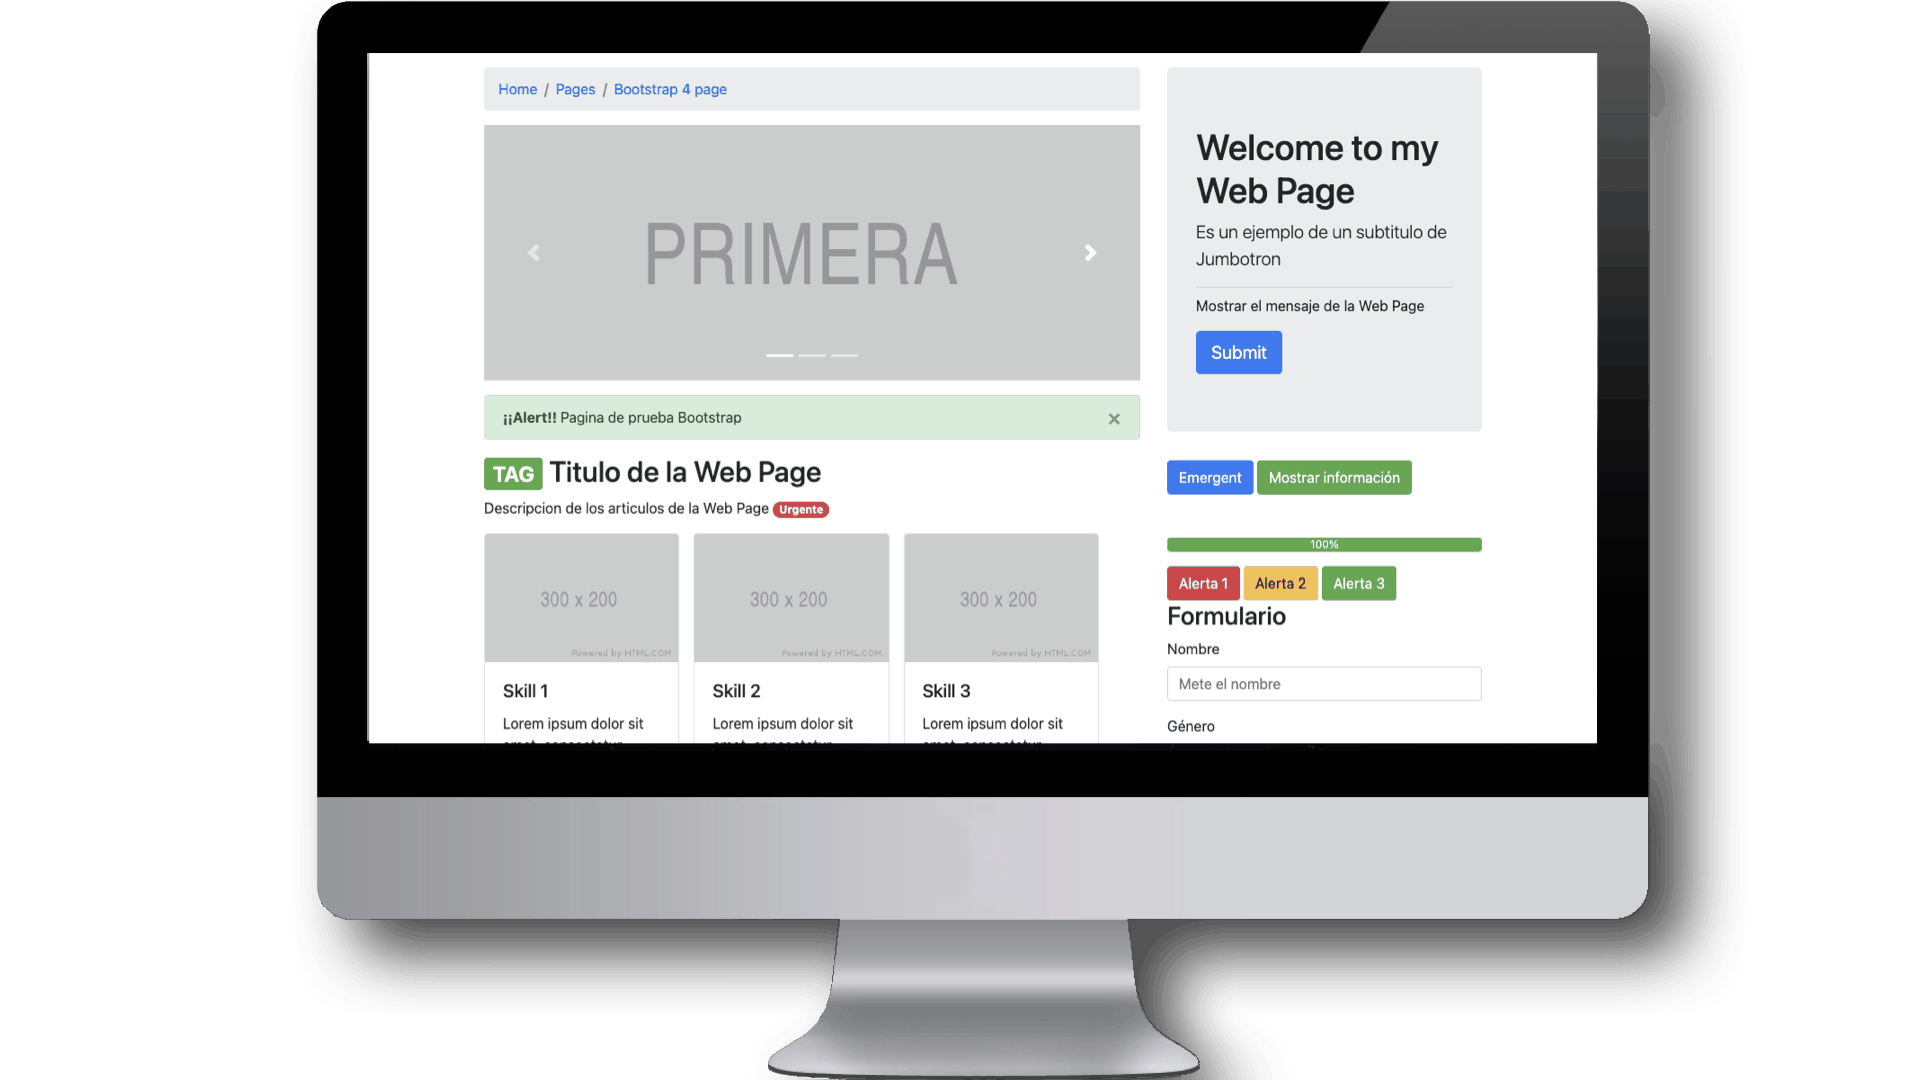 Home / Pages / Bootstrap 4 page
PRIMERA
¡¡Alert!! Pagina de prueba Bootstrap ×
TAG Titulo de la Web Page
Descripcion de los articulos de la Web Page Urgente
300 x 200
Powered by HTML.COM
Skill 1
Lorem ipsum dolor sit
300 x 200
Powered by HTML.COM
Skill 2
Lorem ipsum dolor sit
300 x 200
Powered by HTML.COM
Skill 3
Lorem ipsum dolor sit
Welcome to my
Web Page
Es un ejemplo de un subtitulo de
Jumbotron
Mostrar el mensaje de la Web Page
Submit
Emergent Mostrar información
100%
Alerta 1 Alerta 2 Alerta 3
Formulario
Nombre
Mete el nombre
Género